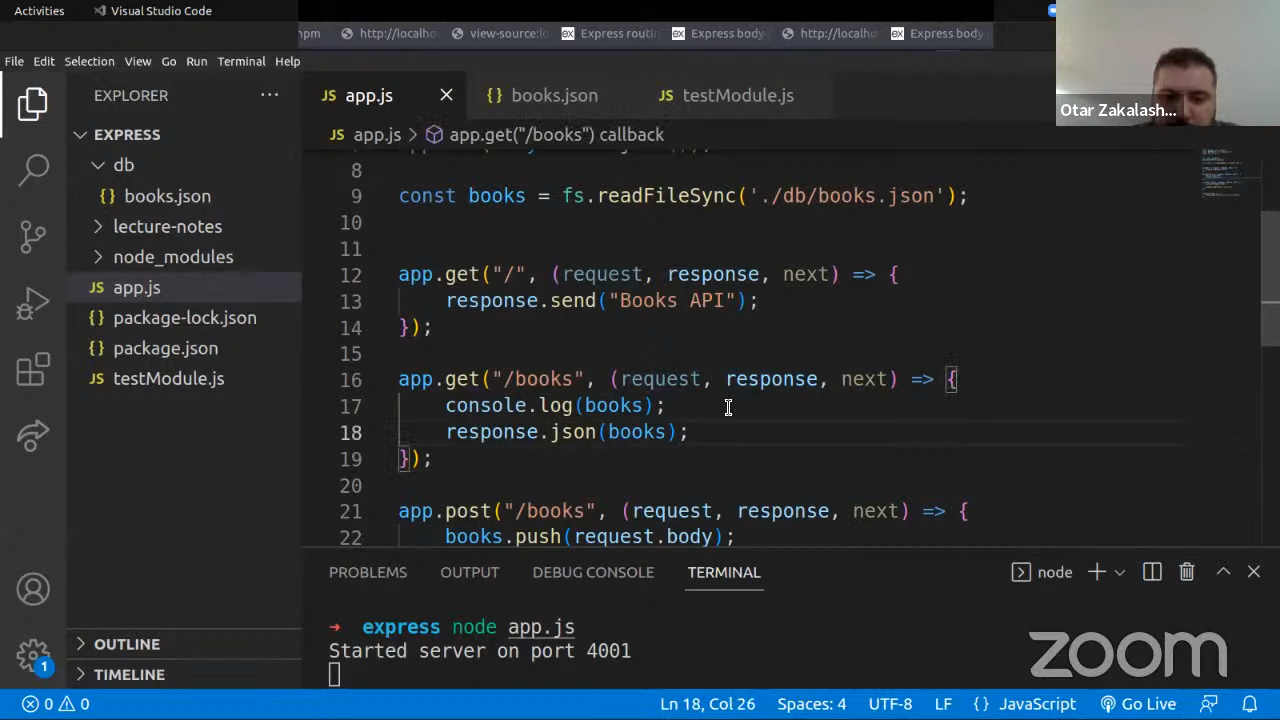 Activities Visual Studio Code
npm http://localho view-source:lo Express routin Express body http://localho Express body
File Edit Selection View Go Run Terminal Help
Otar Zakalash...
EXPLORER ...
app.js books.json testModule.js
app.js > app.get("/books") callback
EXPRESS
db
books.json
lecture-notes
node_modules
app.js
package-lock.json
package.json
testModule.js
OUTLINE
TIMELINE
8
9 const books = fs.readFileSync('./db/books.json');
10
11
12 app.get("/", (request, response, next) => {
13 response.send("Books API");
14 });
15
16 app.get("/books", (request, response, next) => {
17 console.log(books);
18 response.json(books);
19 });
20
21 app.post("/books", (request, response, next) => {
22 books.push(request.body);
PROBLEMS OUTPUT DEBUG CONSOLE TERMINAL node
→ express node app.js
Started server on port 4001
zoom
1
0 0 Ln 18, Col 26 Spaces: 4 UTF-8 LF {} JavaScript Go Live